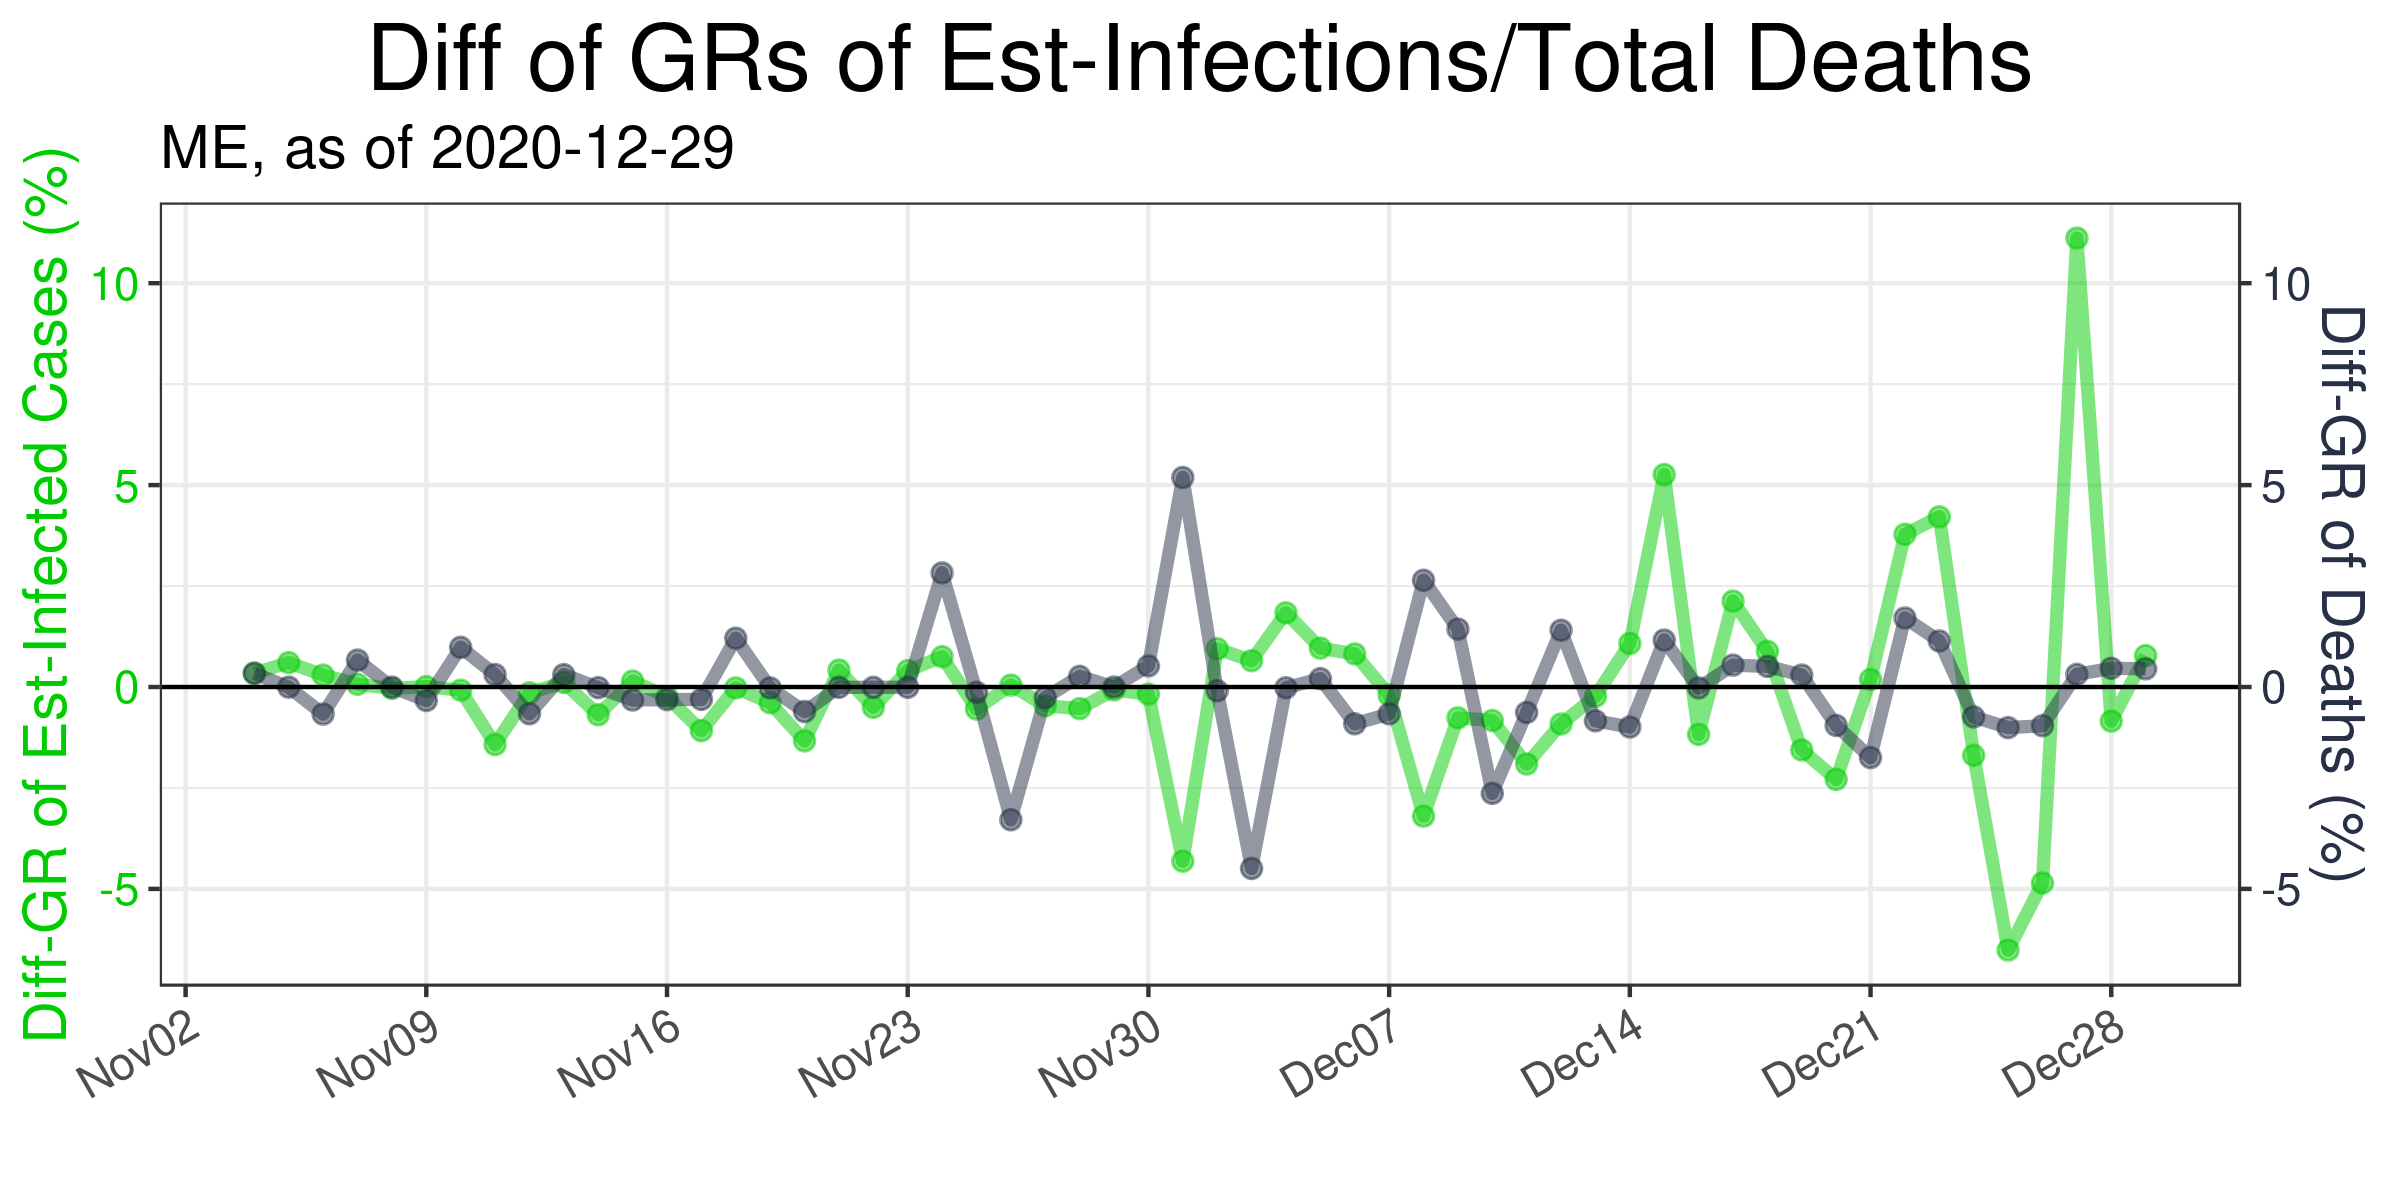 Diff of GRs of Est-Infections/Total Deaths
ME, as of 2020-12-29
Diff-GR of Est-Infected Cases (%)
10
5
0
-5
10
5
0
-5
Diff-GR of Deaths (%)
Nov02
Nov09
Nov16
Nov23
Nov30
Dec07
Dec14
Dec21
Dec28